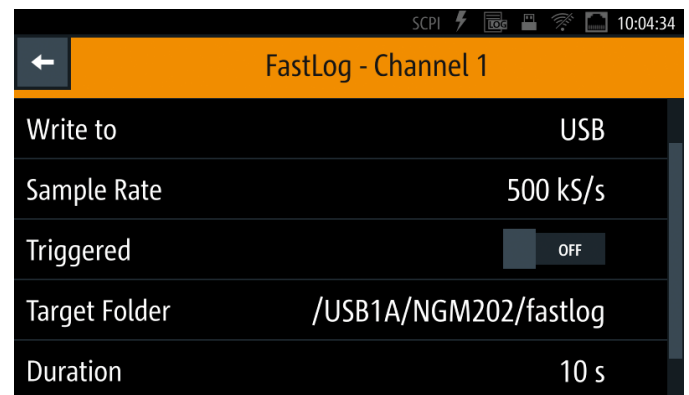 SCPI LOG 10:04:34
FastLog - Channel 1
Write to USB
Sample Rate 500 kS/s
Triggered OFF
Target Folder /USB1A/NGM202/fastlog
Duration 10 s